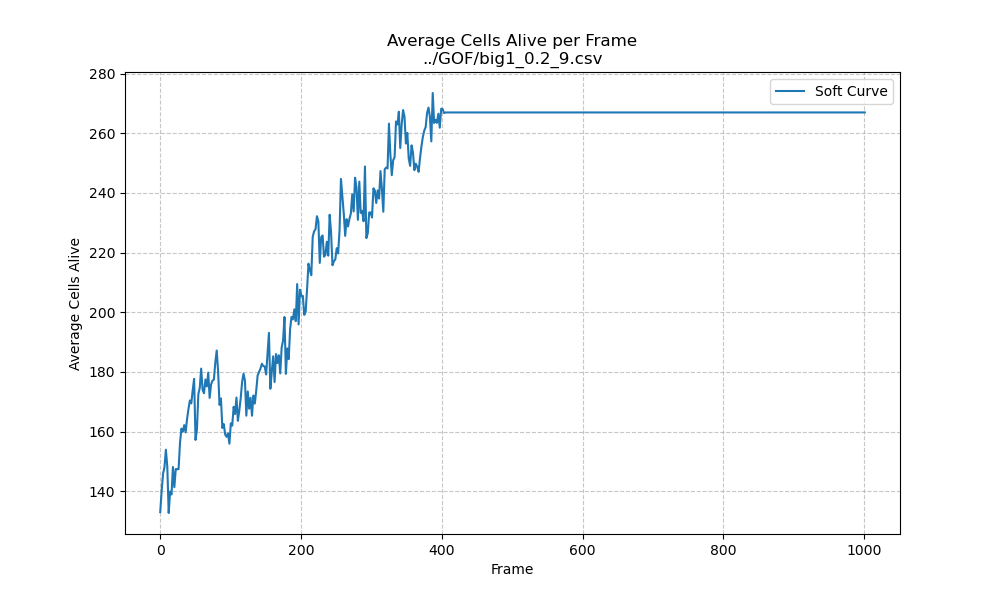 Average Cells Alive per Frame
../GOF/big1_0.2_9.csv
Soft Curve
Average Cells Alive
280
260
240
220
200
180
160
140
0 200 400 600 800 1000
Frame